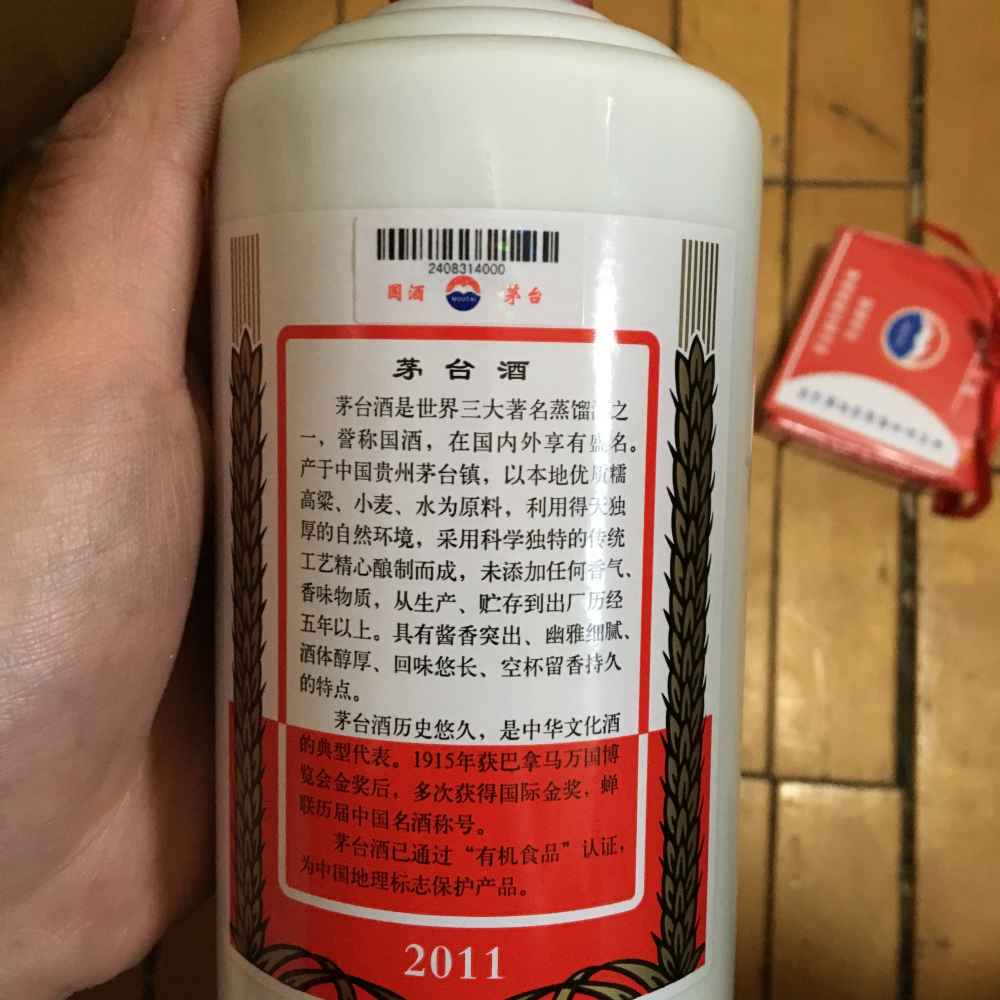 2408314000
国酒 MOUTAI 茅台
茅台酒
茅台酒是世界三大著名蒸馏酒之
一，誉称国酒，在国内外享有盛名。
产于中国贵州茅台镇，以本地优质糯
高粱、小麦、水为原料，利用得天独
厚的自然环境，采用科学独特的传统
工艺精心酿制而成，未添加任何香气、
香味物质，从生产、贮存到出厂历经
五年以上。具有酱香突出、幽雅细腻、
酒体醇厚、回味悠长、空杯留香持久
的特点。
茅台酒历史悠久，是中华文化酒
的典型代表。1915年获巴拿马万国博
览会金奖后，多次获得国际金奖，蝉
联历届中国名酒称号。
茅台酒已通过“有机食品”认证，
为中国地理标志保护产品。
2011